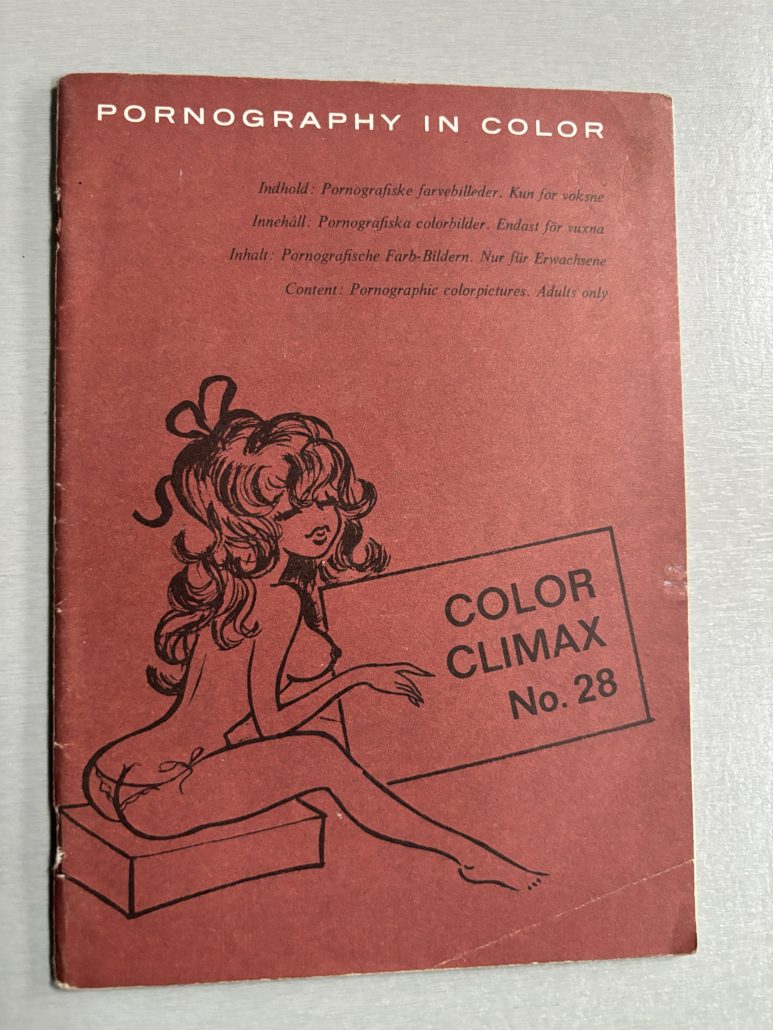 PORNOGRAPHY IN COLOR
Indhold: Pornografiske farvebilleder. Kun for voksne
Innehåll: Pornografiska colorbilder. Endast för vuxna
Inhalt: Pornografische Farb-Bildern. Nur für Erwachsene
Content: Pornographic colorpictures. Adults only
COLOR
CLIMAX
No. 28